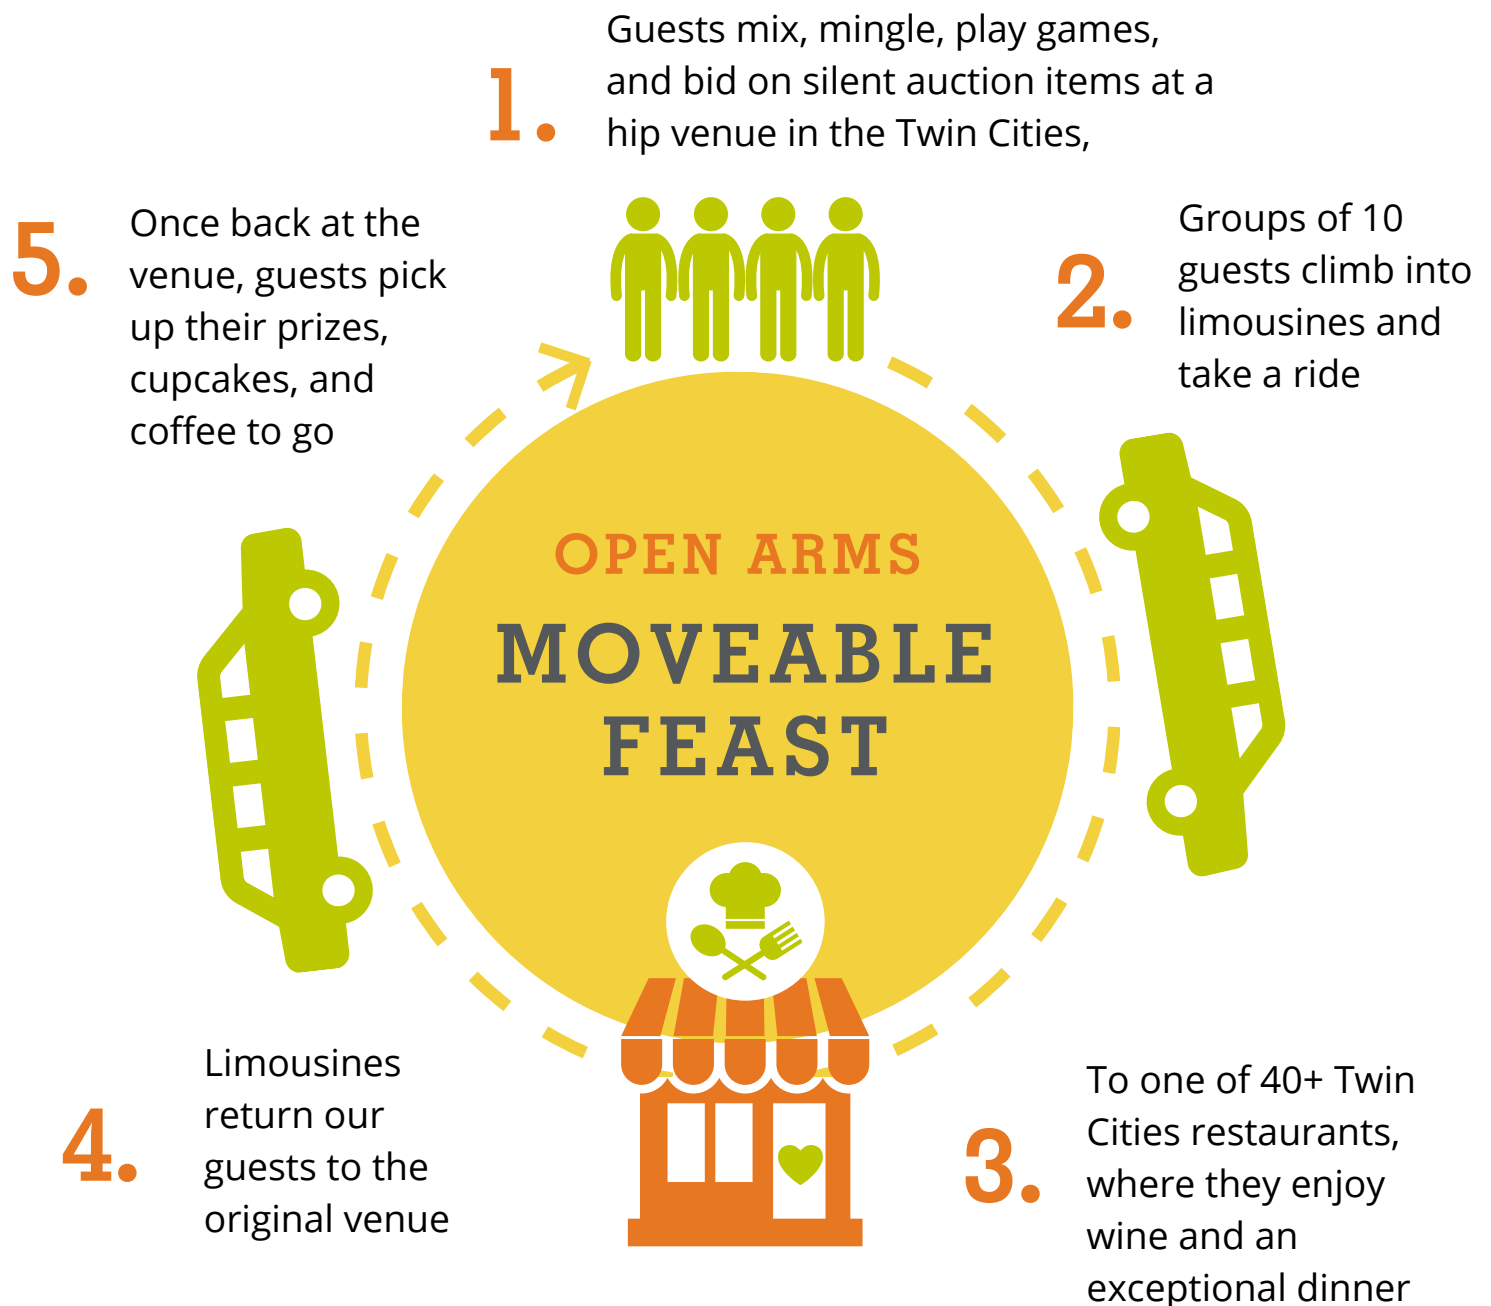 1.
Guests mix, mingle, play games,
and bid on silent auction items at a
hip venue in the Twin Cities,
2.
Groups of 10
guests climb into
limousines and
take a ride
3.
To one of 40+ Twin
Cities restaurants,
where they enjoy
wine and an
exceptional dinner
4.
Limousines
return our
guests to the
original venue
5.
Once back at the
venue, guests pick
up their prizes,
cupcakes, and
coffee to go
OPEN ARMS
MOVEABLE
FEAST